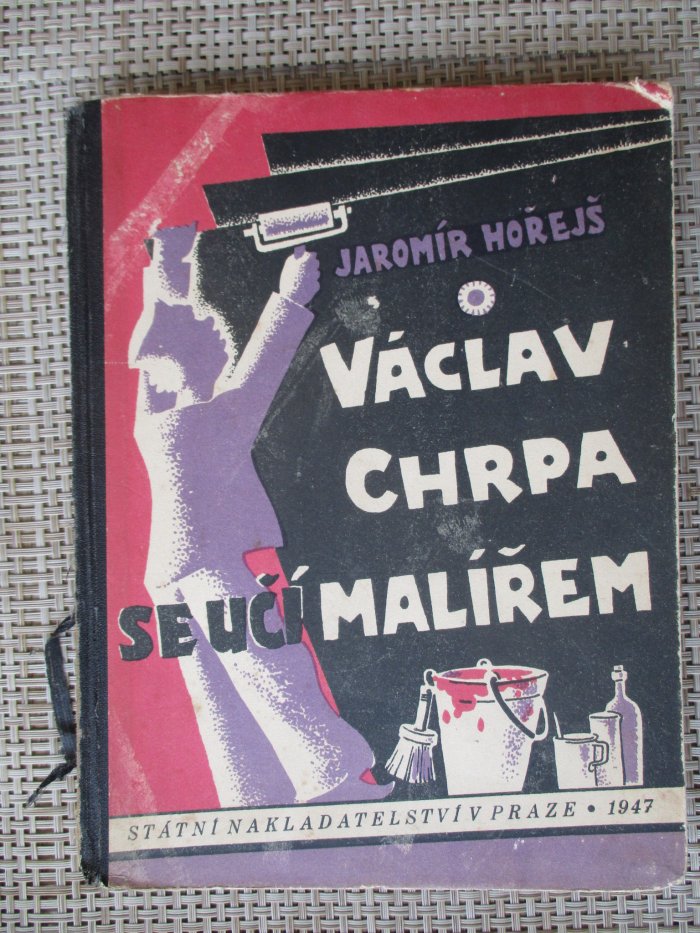 JAROMÍR HOŘEJŠ
VÁCLAV
CHRPA
SE UČÍ MALÍŘEM
STÁTNÍ NAKLADATELSTVÍ V PRAZE • 1947